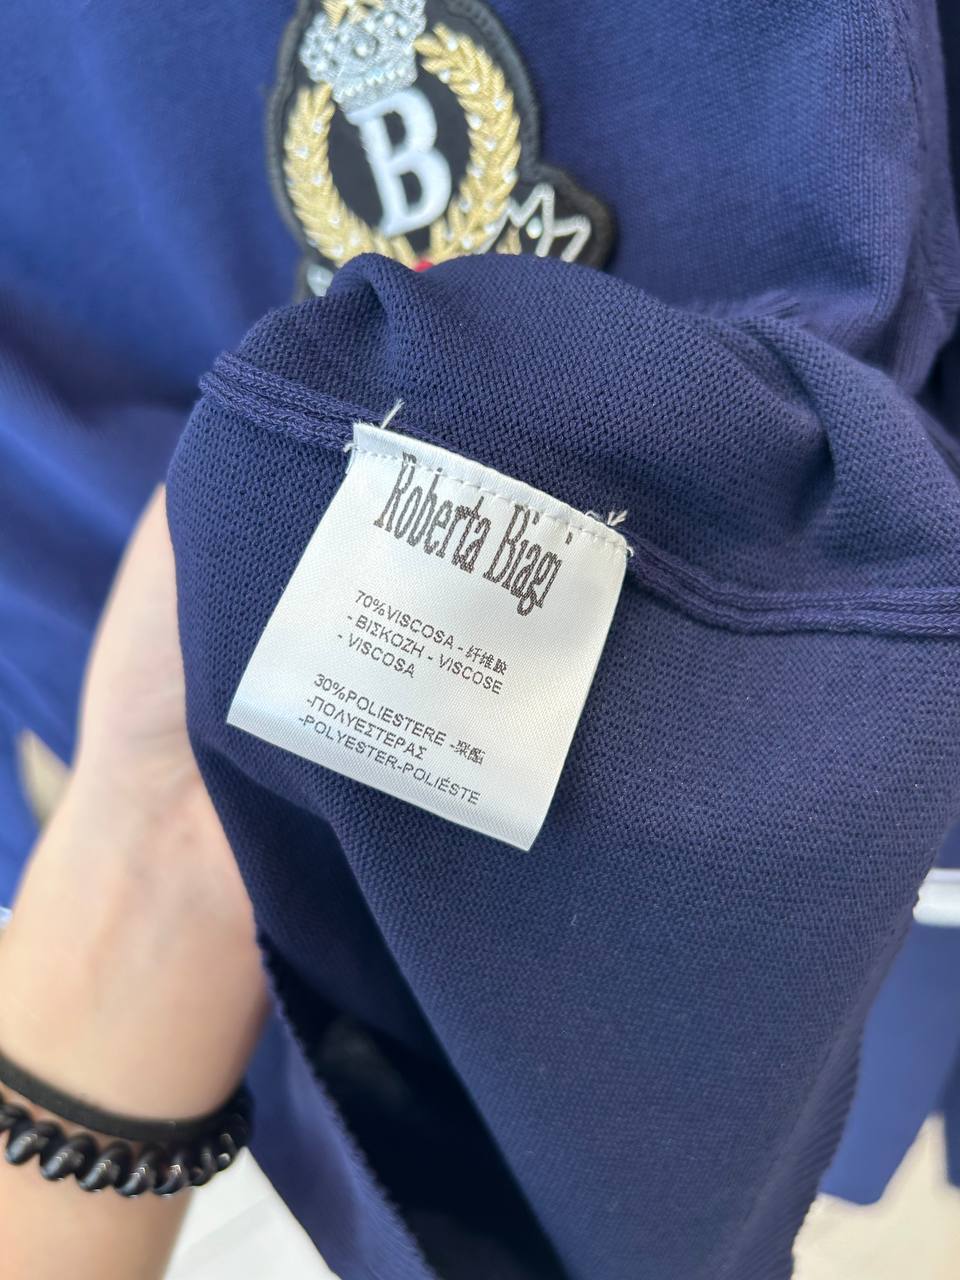 B
Roberta Biagi
70%VISCOSA - 纤维胶
- ΒΙΣΚΟΖΗ - VISCOSE
- VISCOSA
30%POLIESTERE -聚酯
-ΠΟΛΥΕΣΤΕΡΑΣ
-POLYESTER-POLIÉSTE